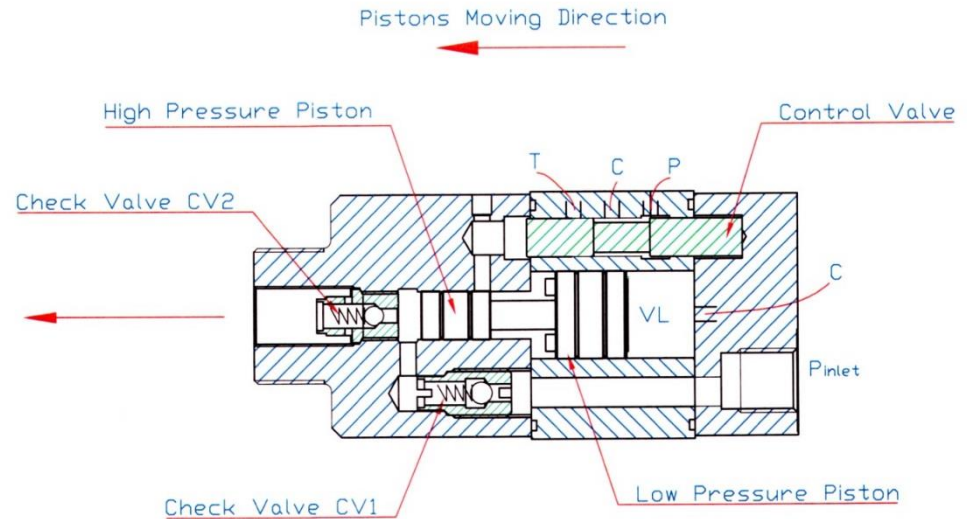 Pistons Moving Direction
High Pressure Piston
Control Valve
T
C
P
Check Valve CV2
C
VL
Pinlet
Check Valve CV1
Low Pressure Piston